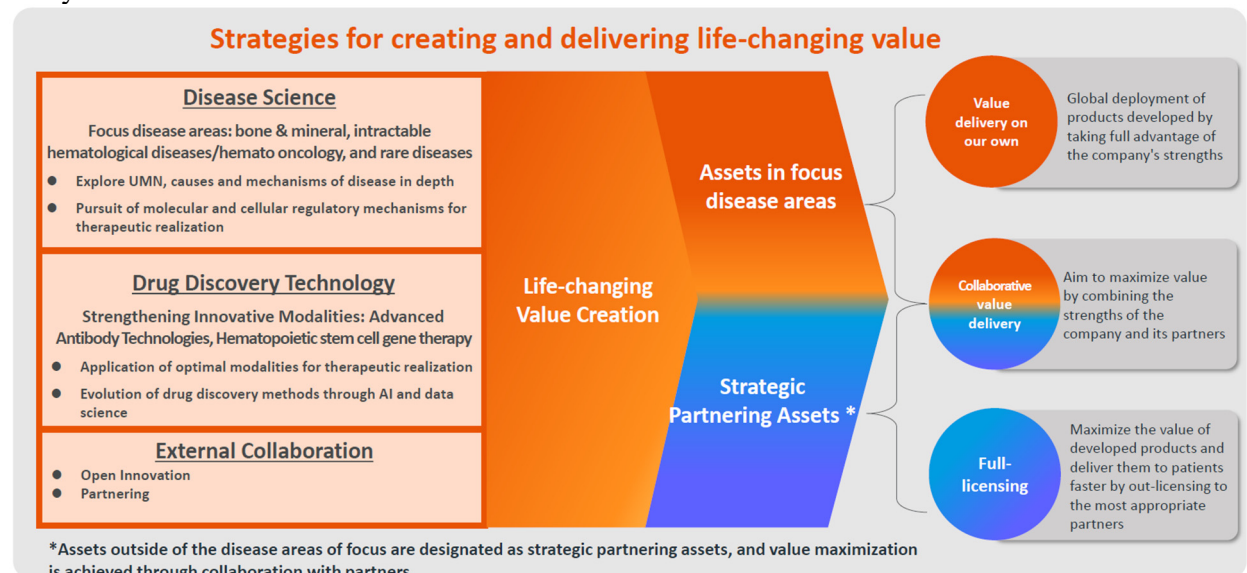 Strategies for creating and delivering life-changing value
Disease Science
Focus disease areas: bone & mineral, intractable
hematological diseases/hemato oncology, and rare diseases
● Explore UMN, causes and mechanisms of disease in depth
● Pursuit of molecular and cellular regulatory mechanisms for
therapeutic realization
Drug Discovery Technology
Strengthening Innovative Modalities: Advanced
Antibody Technologies, Hematopoietic stem cell gene therapy
● Application of optimal modalities for therapeutic realization
● Evolution of drug discovery methods through AI and data
science
External Collaboration
● Open Innovation
● Partnering
Life-changing
Value Creation
Assets in focus
disease areas
Strategic
Partnering Assets *
Value
delivery on
our own
Global deployment of
products developed by
taking full advantage of
the company's strengths
Collaborative
value
delivery
Aim to maximize value
by combining the
strengths of the
company and its partners
Full-
licensing
Maximize the value of
developed products and
deliver them to patients
faster by out-licensing to
the most appropriate
partners
*Assets outside of the disease areas of focus are designated as strategic partnering assets, and value maximization
is achieved through collaboration with partners